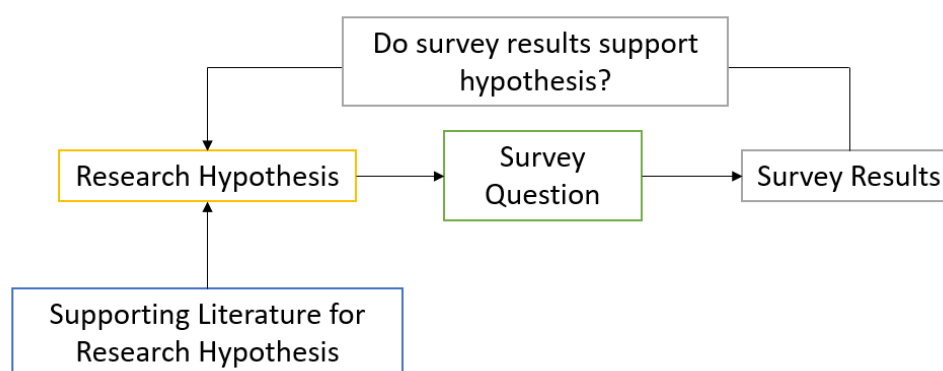 Do survey results support
hypothesis?
Research Hypothesis
Survey
Question
Survey Results
Supporting Literature for
Research Hypothesis